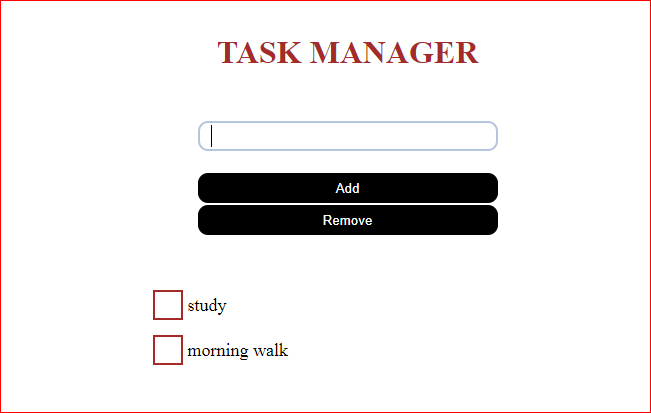 TASK MANAGER
Add
Remove
study
morning walk